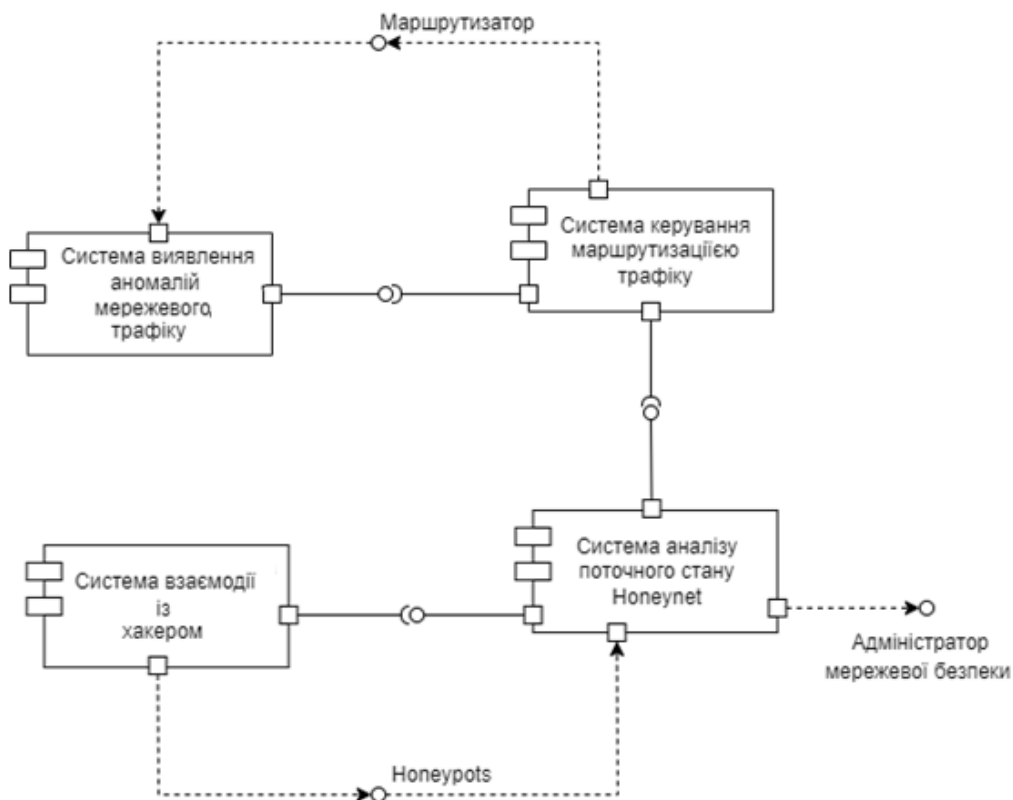 Маршрутизатор
Система керування
маршрутизаціїєю
трафіку
Система виявлення
аномалій
мережевого
трафіку
Система аналізу
поточного стану
Honeynet
Система взаємодії
із
хакером
Адміністратор
мережевої безпеки
Honeypots